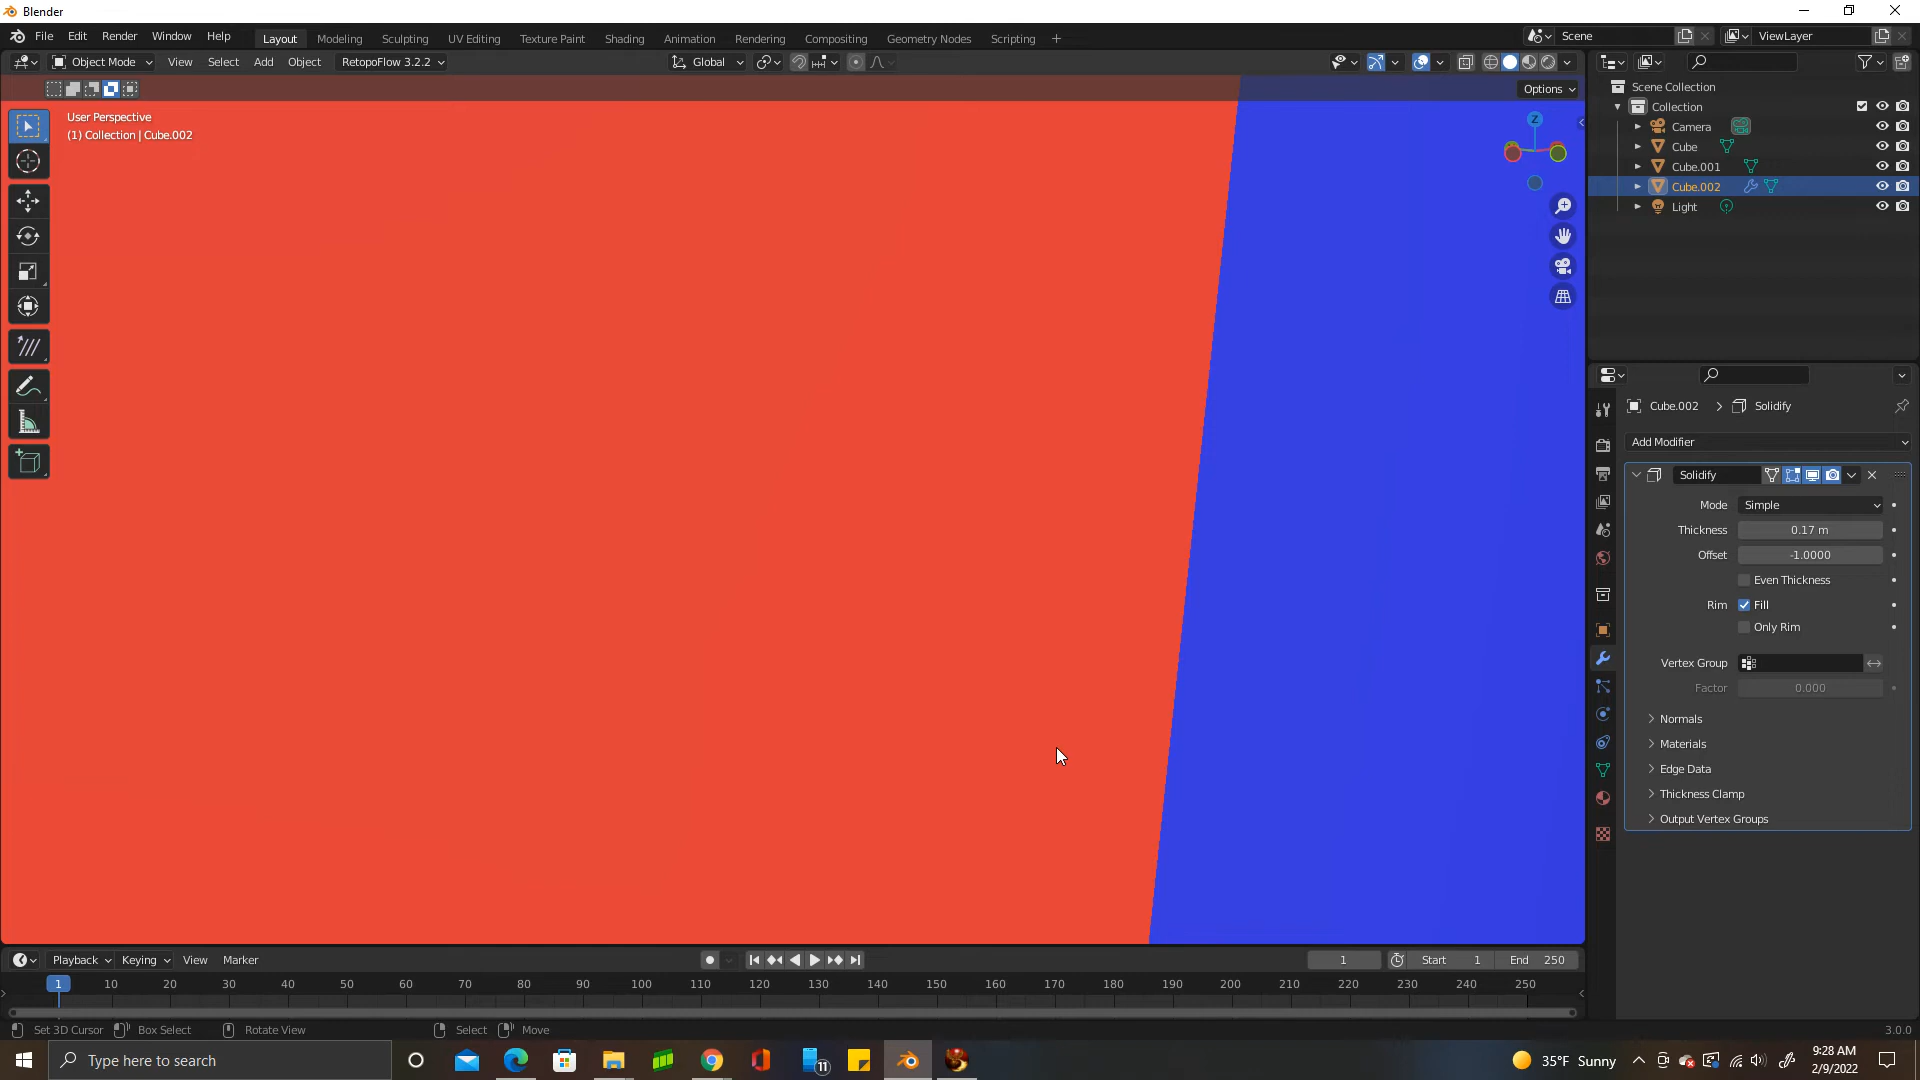 Blender
File Edit Render Window Help
Layout Modeling Sculpting UV Editing Texture Paint Shading Animation Rendering Compositing Geometry Nodes Scripting +
Scene
ViewLayer
Object Mode View Select Add Object RetopoFlow 3.2.2
Global
Options
User Perspective
(1) Collection | Cube.002
Z
Scene Collection
Collection
Camera
Cube
Cube.001
Cube.002
Light
Cube.002 > Solidify
Add Modifier
Solidify
Mode Simple
Thickness 0.17 m
Offset -1.0000
Even Thickness
Rim Fill
Only Rim
Vertex Group
Factor 0.000
Normals
Materials
Edge Data
Thickness Clamp
Output Vertex Groups
Playback Keying View Marker
1 Start 1 End 250
1 10 20 30 40 50 60 70 80 90 100 110 120 130 140 150 160 170 180 190 200 210 220 230 240 250
Set 3D Cursor Box Select Rotate View Select Move
3.0.0
Type here to search
11
35°F Sunny
9:28 AM
2/9/2022